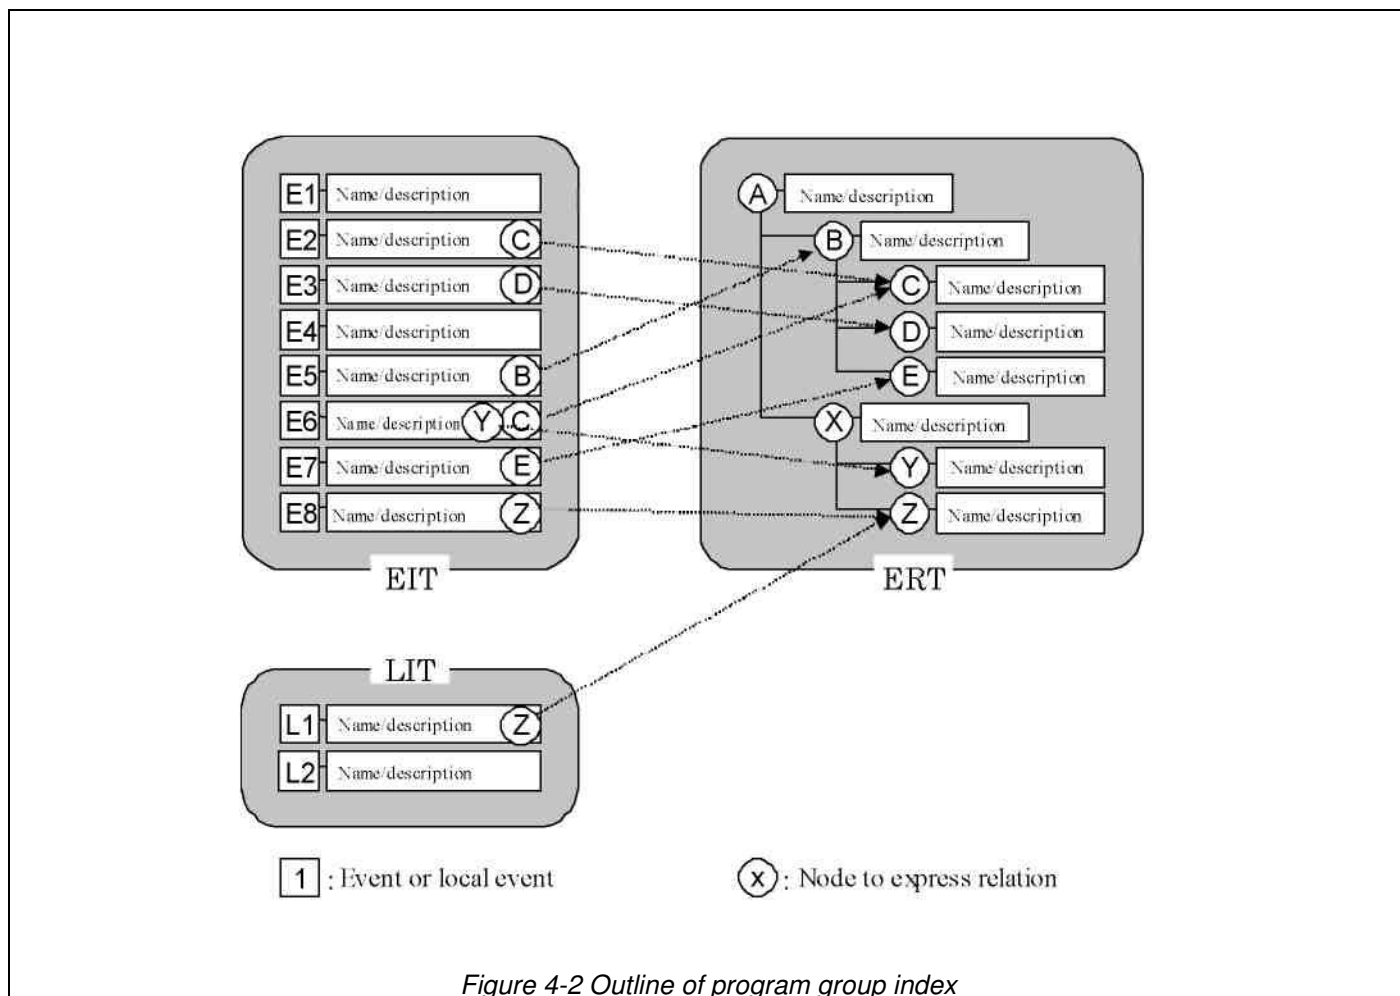 E1 Name/description
E2 Name/description C
E3 Name/description D
E4 Name/description
E5 Name/description B
E6 Name/description Y C
E7 Name/description E
E8 Name/description Z
EIT
A Name/description
B Name/description
C Name/description
D Name/description
E Name/description
X Name/description
Y Name/description
Z Name/description
ERT
LIT
L1 Name/description Z
L2 Name/description
1 : Event or local event
x : Node to express relation
Figure 4-2 Outline of program group index